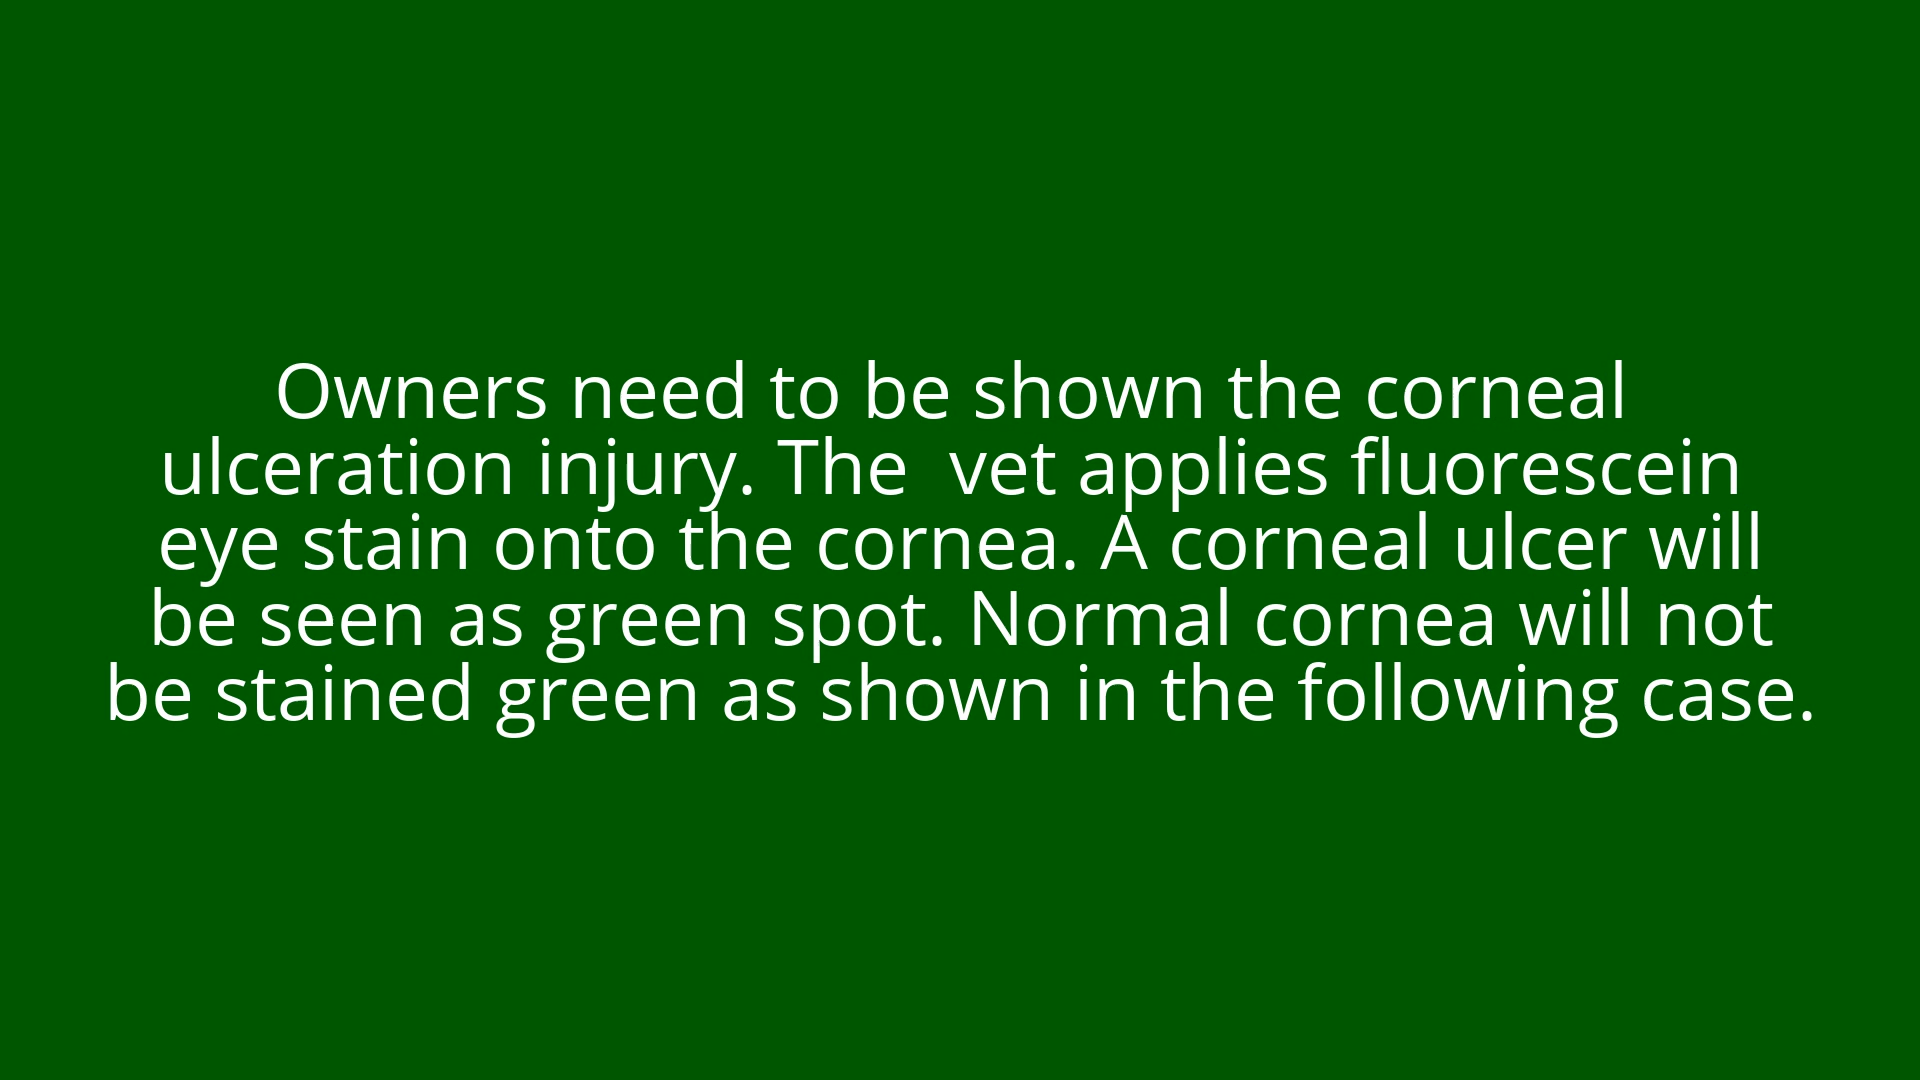 Owners need to be shown the corneal
ulceration injury. The  vet applies fluorescein
eye stain onto the cornea. A corneal ulcer will
be seen as green spot. Normal cornea will not
be stained green as shown in the following case.